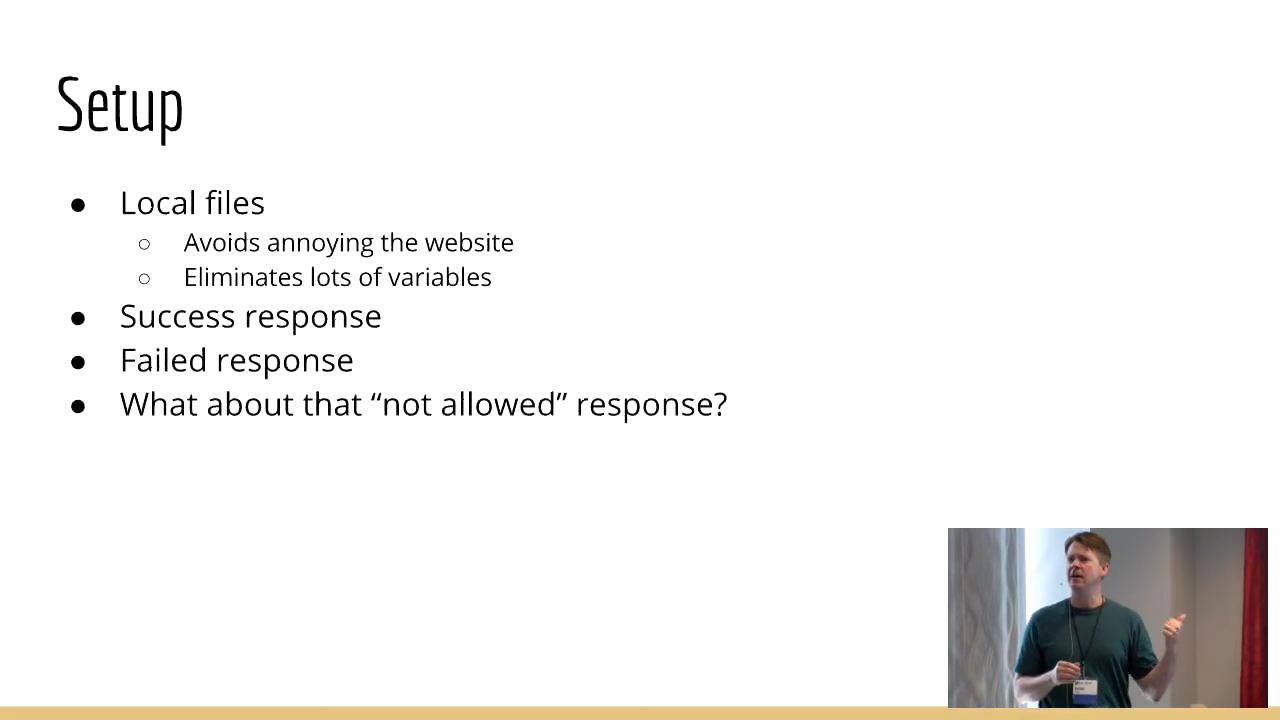 Setup
● Local files
○ Avoids annoying the website
○ Eliminates lots of variables
● Success response
● Failed response
● What about that “not allowed” response?